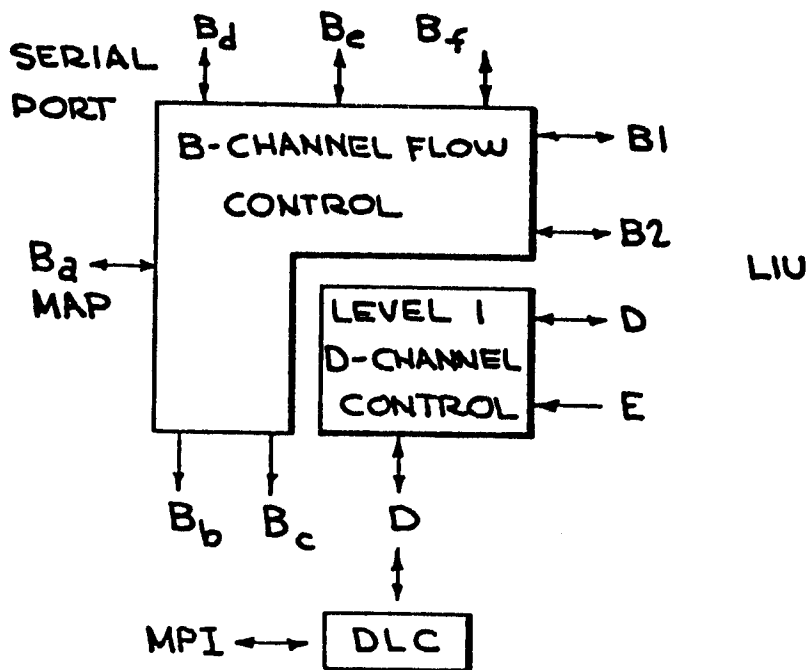 Bd Be Bf
SERIAL
PORT
B-CHANNEL FLOW
CONTROL
B1
B2
Ba
MAP
LIU
LEVEL 1
D-CHANNEL
CONTROL
D
E
Bb Bc D
MPI DLC